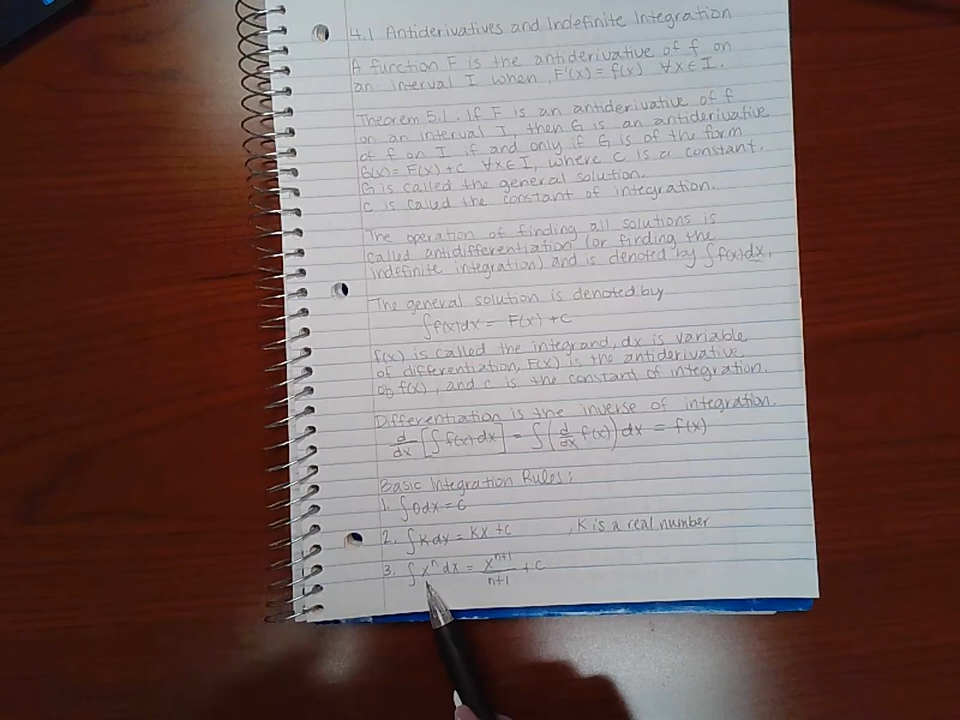 4.1 Antiderivatives and Indefinite Integration
A function F is the antiderivative of f on
an interval I when F'(x) = f(x) ∀x∈I.
Theorem 5.1: If F is an antiderivative of f
on an interval I, then G is an antiderivative
of f on I if and only if G is of the form
G(x) = F(x) + C ∀x∈I, where C is a constant.
G is called the general solution.
C is called the constant of integration.
The operation of finding all solutions is
called antidifferentiation (or finding the
indefinite integration) and is denoted by ∫f(x)dx.
The general solution is denoted by
∫f(x)dx = F(x) + C
f(x) is called the integrand, dx is variable
of differentiation, F(x) is the antiderivative
of f(x), and C is the constant of integration.
Differentiation is the inverse of integration.
d/dx [∫f(x)dx] = ∫(d/dx f(x)) dx = f(x)
Basic Integration Rules:
1. ∫0dx = C
2. ∫K dx = Kx + C , K is a real number
3. ∫xⁿ dx = xⁿ⁺¹/n+1 + C